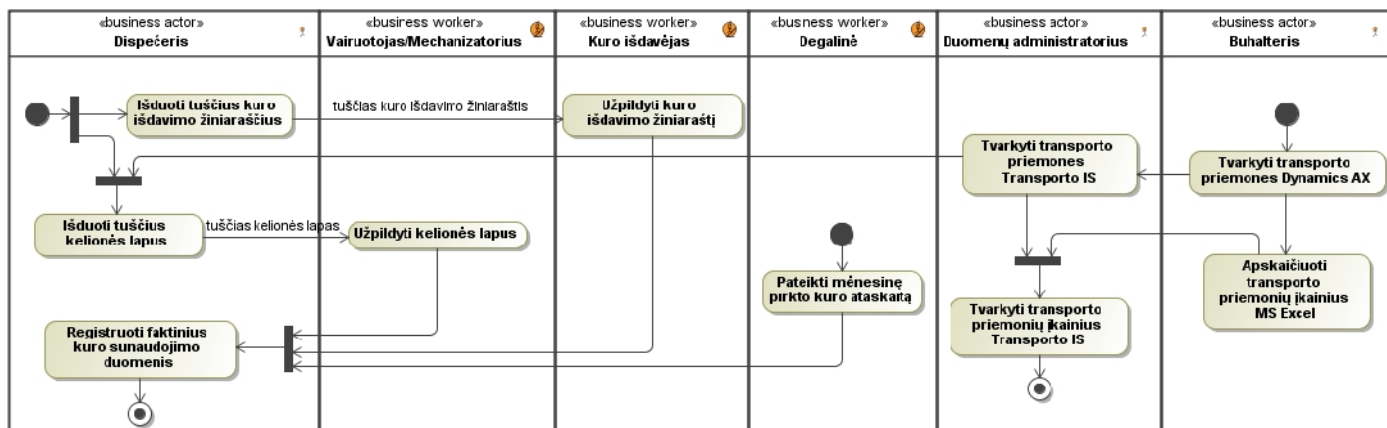 «business actor»
Dispečeris
«business worker»
Vairuotojas/Mechanizatorius
«business worker»
Kuro išdavėjas
«business worker»
Degalinė
«business actor»
Duomenų administratorius
«business actor»
Buhalteris
Išduoti tuščius kuro
išdavimo žiniaraščius
tuščias kuro išdavimo žiniaraštis
Užpildyti kuro
išdavimo žiniaraštį
Tvarkyti transporto
priemones
Transporto IS
Tvarkyti transporto
priemones Dynamics AX
Išduoti tuščius
kelionės lapus
tuščias kelionės lapas
Užpildyti kelionės lapus
Pateikti mėnesinę
pirkto kuro ataskaitą
Apskaičiuoti
transporto
priemonių įkainius
MS Excel
Registruoti faktinius
kuro sunaudojimo
duomenis
Tvarkyti transporto
priemonių įkainius
Transporto IS